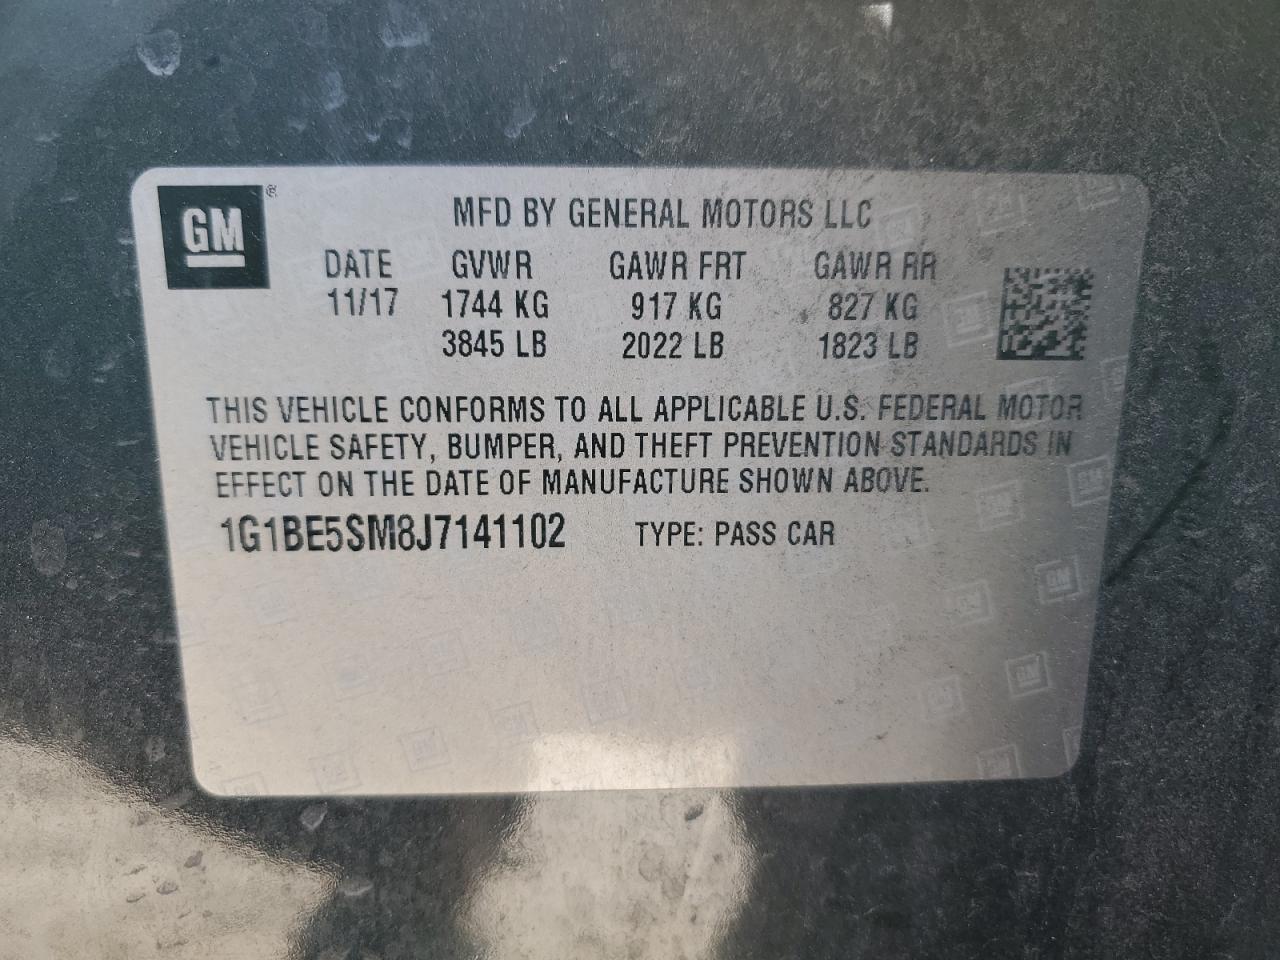 GM ®
MFD BY GENERAL MOTORS LLC
DATE GVWR GAWR FRT GAWR RR
11/17 1744 KG 917 KG 827 KG
3845 LB 2022 LB 1823 LB
THIS VEHICLE CONFORMS TO ALL APPLICABLE U.S. FEDERAL MOTOR
VEHICLE SAFETY, BUMPER, AND THEFT PREVENTION STANDARDS IN
EFFECT ON THE DATE OF MANUFACTURE SHOWN ABOVE.
1G1BE5SM8J7141102 TYPE: PASS CAR